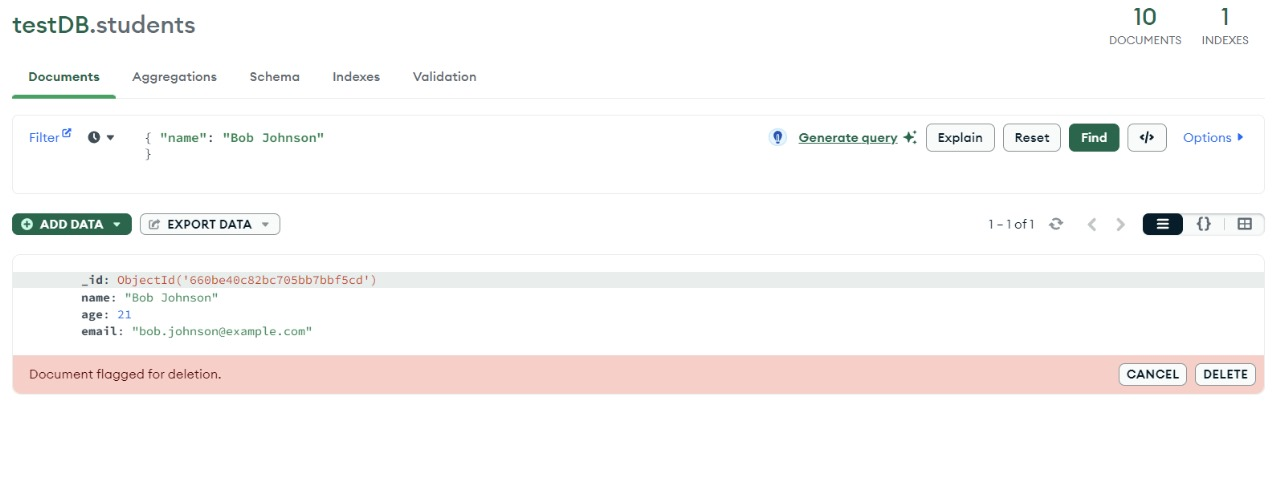 testDB.students
10 1
DOCUMENTS INDEXES
Documents Aggregations Schema Indexes Validation
Filter { "name": "Bob Johnson" Generate query Explain Reset Find </> Options
}
ADD DATA EXPORT DATA 1 – 1 of 1 {}
_id: ObjectId('660be40c82bc705bb7bbf5cd')
name: "Bob Johnson"
age: 21
email: "bob.johnson@example.com"
Document flagged for deletion. CANCEL DELETE